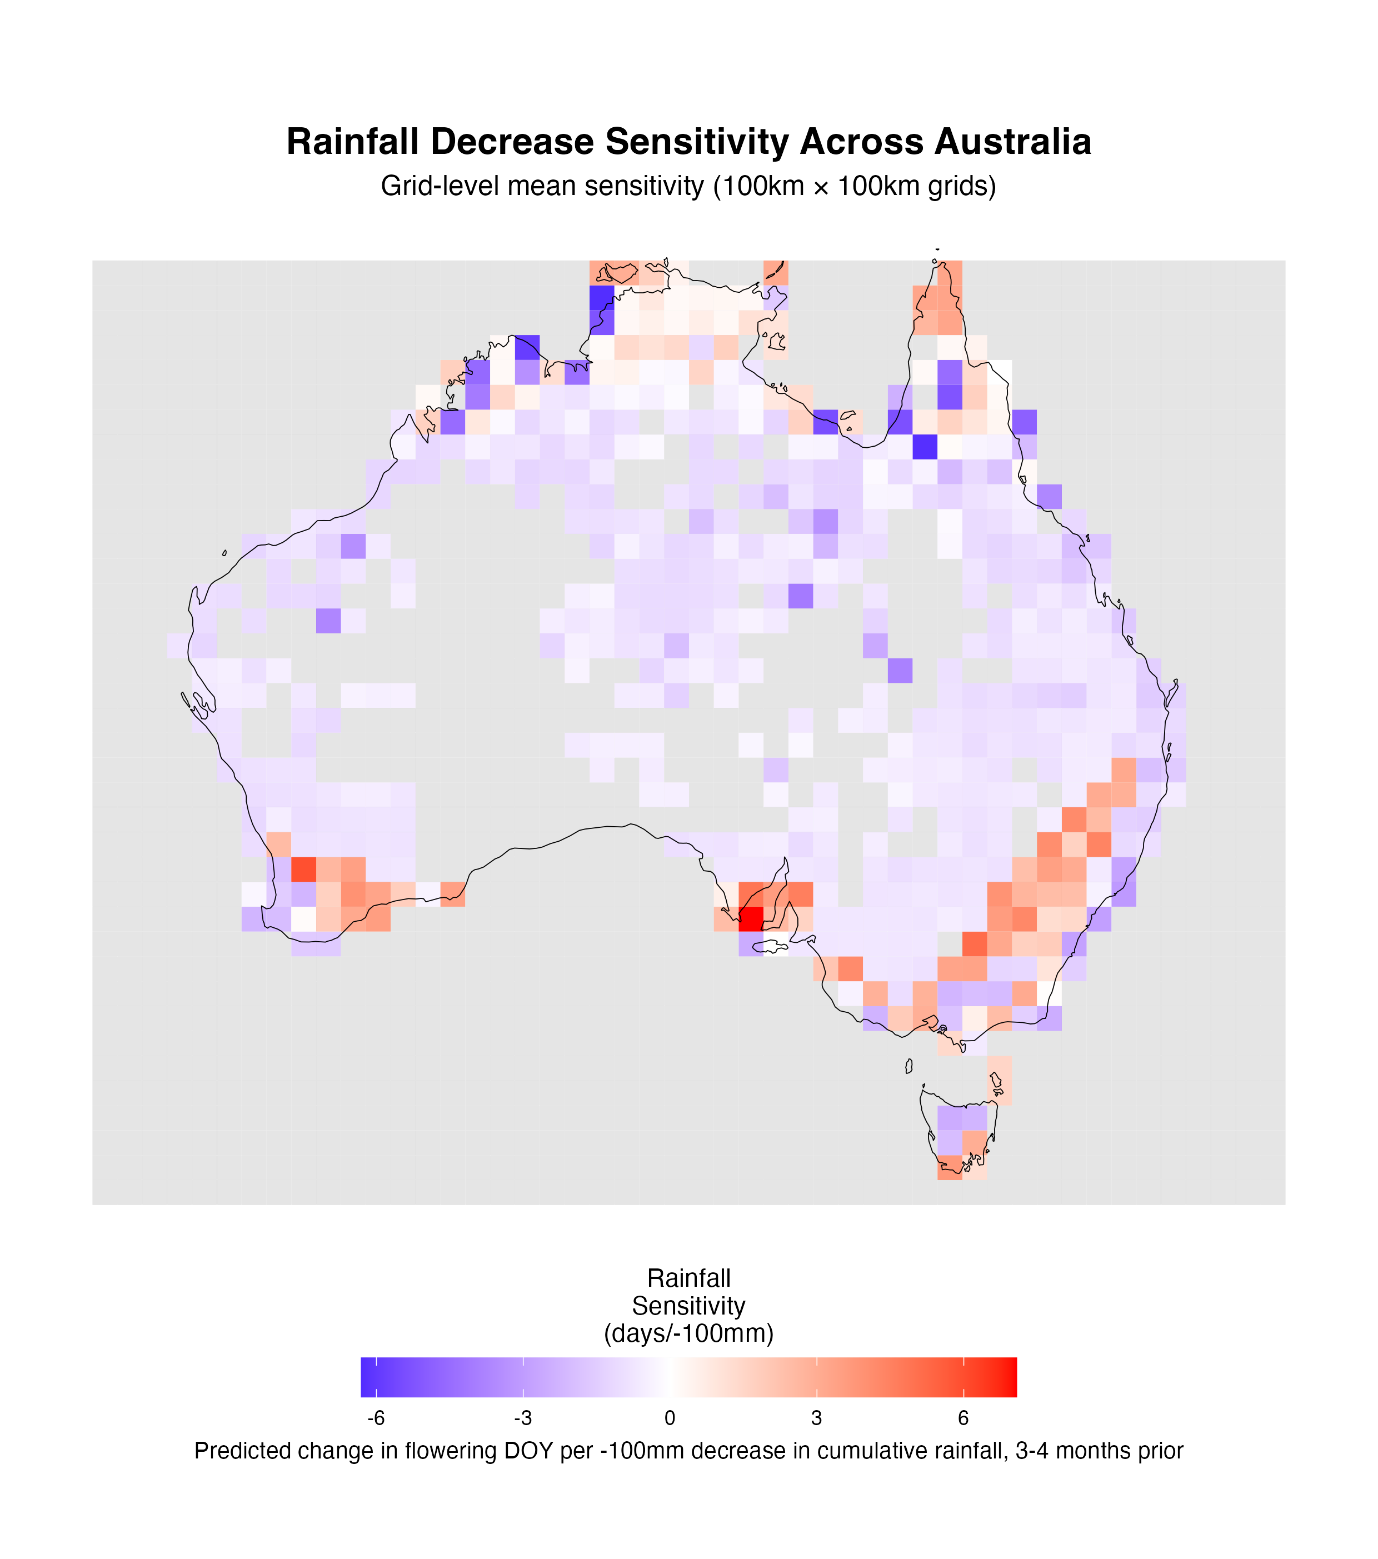 Rainfall Decrease Sensitivity Across Australia
Grid-level mean sensitivity (100km × 100km grids)
Rainfall
Sensitivity
(days/-100mm)
-6 -3 0 3 6
Predicted change in flowering DOY per -100mm decrease in cumulative rainfall, 3-4 months prior